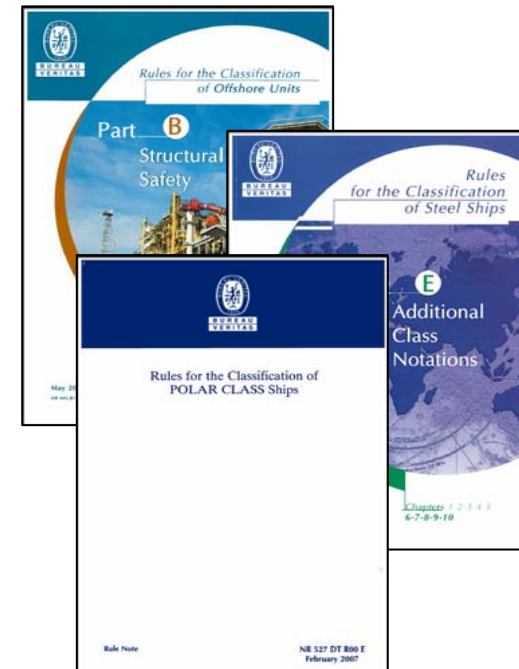 BUREAU
VERITAS
Rules for the Classification
of Offshore Units
Part B
Structural
Safety
May 20
BUREAU
VERITAS
Rules
for the Classification
of Steel Ships
E
Additional
Class
Notations
Chapters 1-2-3-4-5
6-7-8-9-10
BUREAU
VERITAS
Rules for the Classification of
POLAR CLASS Ships
Rule Note
NR 527 DT R00 E
February 2007